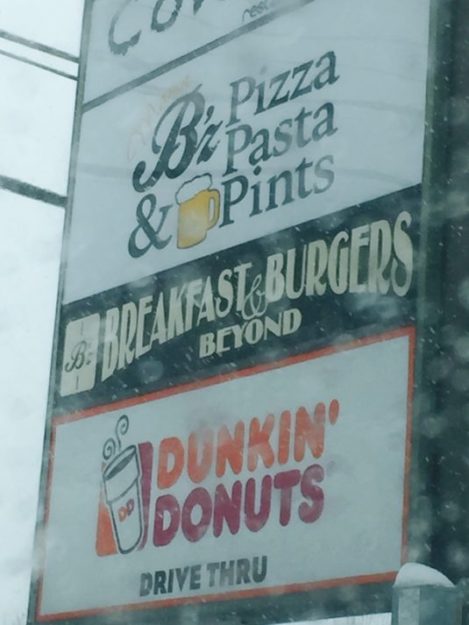 B'z Pizza
Pasta
& Pints
B'z BREAKFAST & BURGERS
BEYOND
DD DUNKIN'
DONUTS
DRIVE THRU